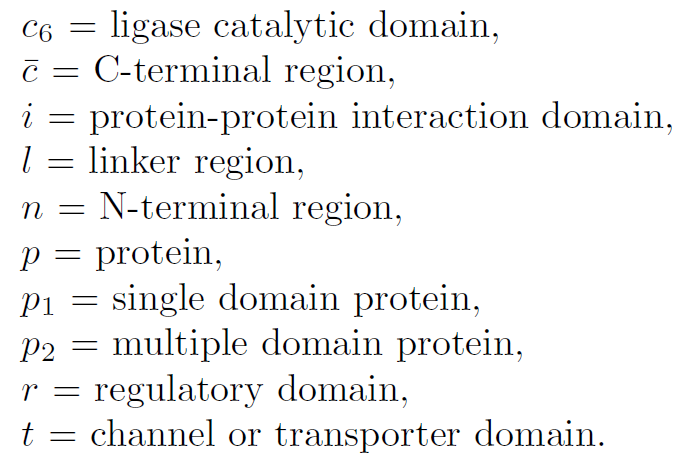 c₆ = ligase catalytic domain,
c̄ = C-terminal region,
i = protein-protein interaction domain,
l = linker region,
n = N-terminal region,
p = protein,
p₁ = single domain protein,
p₂ = multiple domain protein,
r = regulatory domain,
t = channel or transporter domain.